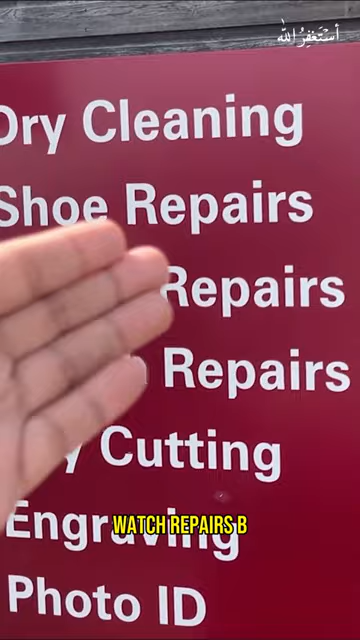 أستغفر الله
Dry Cleaning
Shoe Repairs
Repairs
Repairs
y Cutting
Engraving
WATCH REPAIRS B
Photo ID